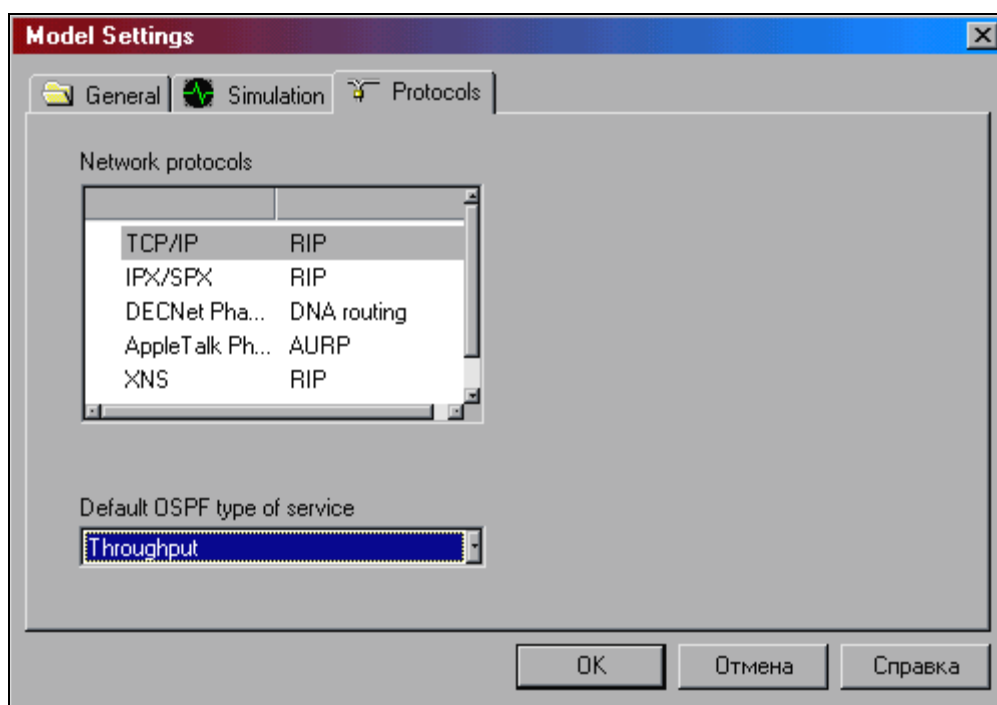 Model Settings
General Simulation Protocols
Network protocols
TCP/IP RIP
IPX/SPX RIP
DECNet Pha... DNA routing
AppleTalk Ph... AURP
XNS RIP
Default OSPF type of service
Throughput
OK Отмена Справка